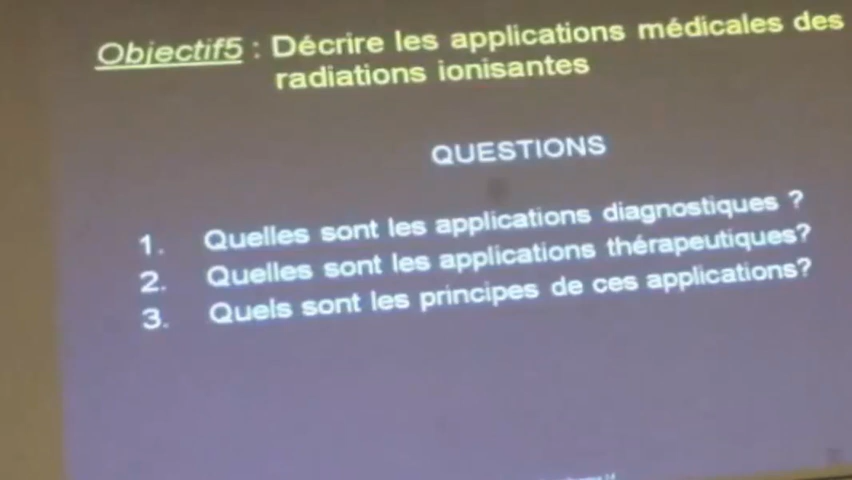 Objectif5 : Décrire les applications médicales des
radiations ionisantes
QUESTIONS
1. Quelles sont les applications diagnostiques ?
2. Quelles sont les applications thérapeutiques?
3. Quels sont les principes de ces applications?